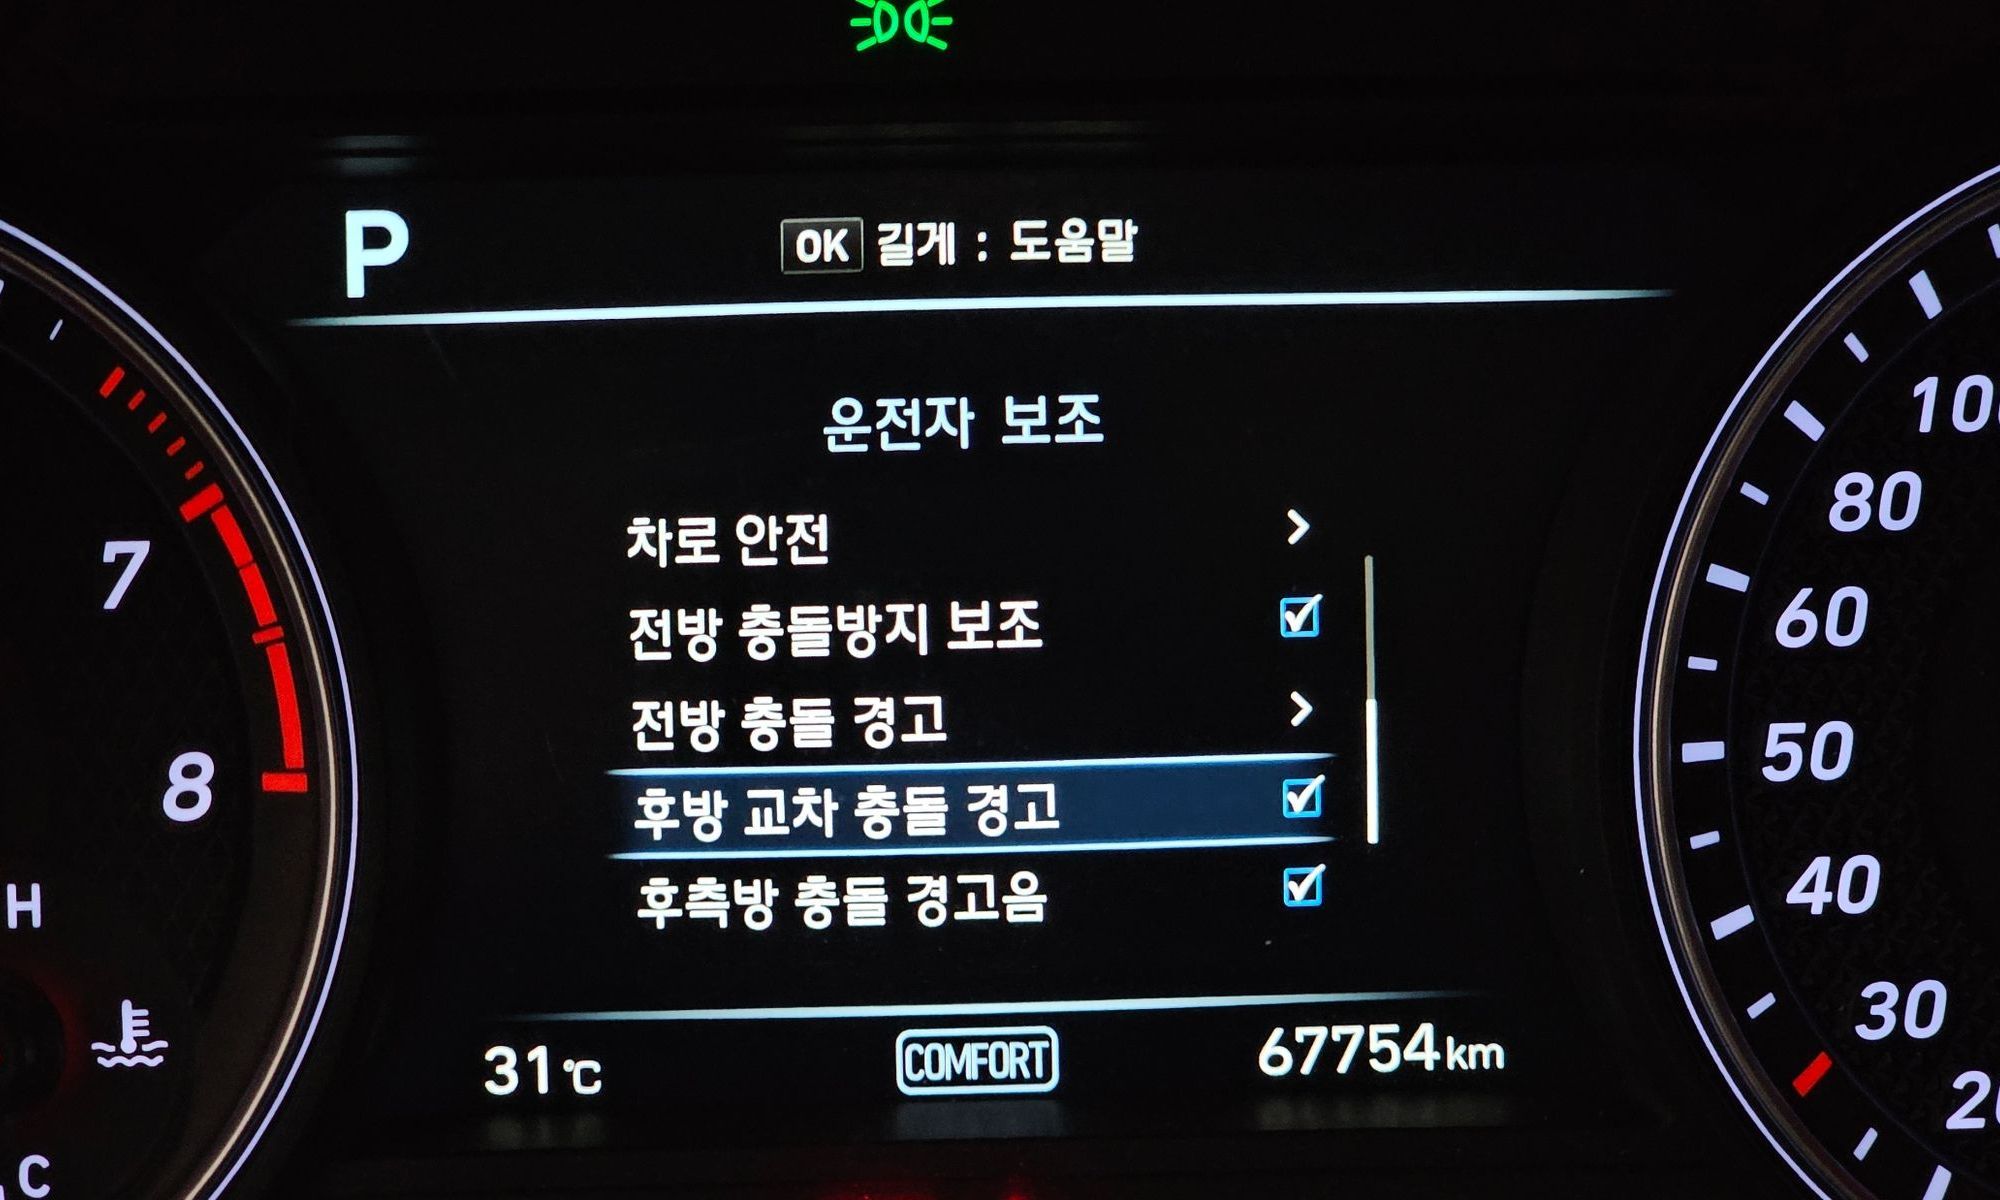 P
OK 길게 : 도움말
운전자 보조
차로 안전
전방 충돌방지 보조
전방 충돌 경고
후방 교차 충돌 경고
후측방 충돌 경고음
31℃
COMFORT
67754km
7
8
H
C
80
60
50
40
30